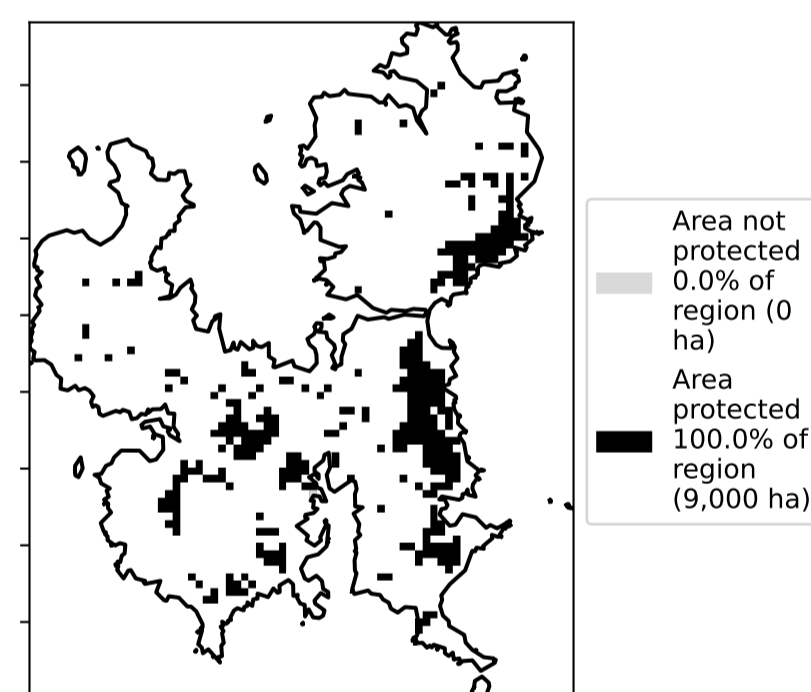 Area not
protected
0.0% of
region (0
ha)
Area
protected
100.0% of
region
(9,000 ha)